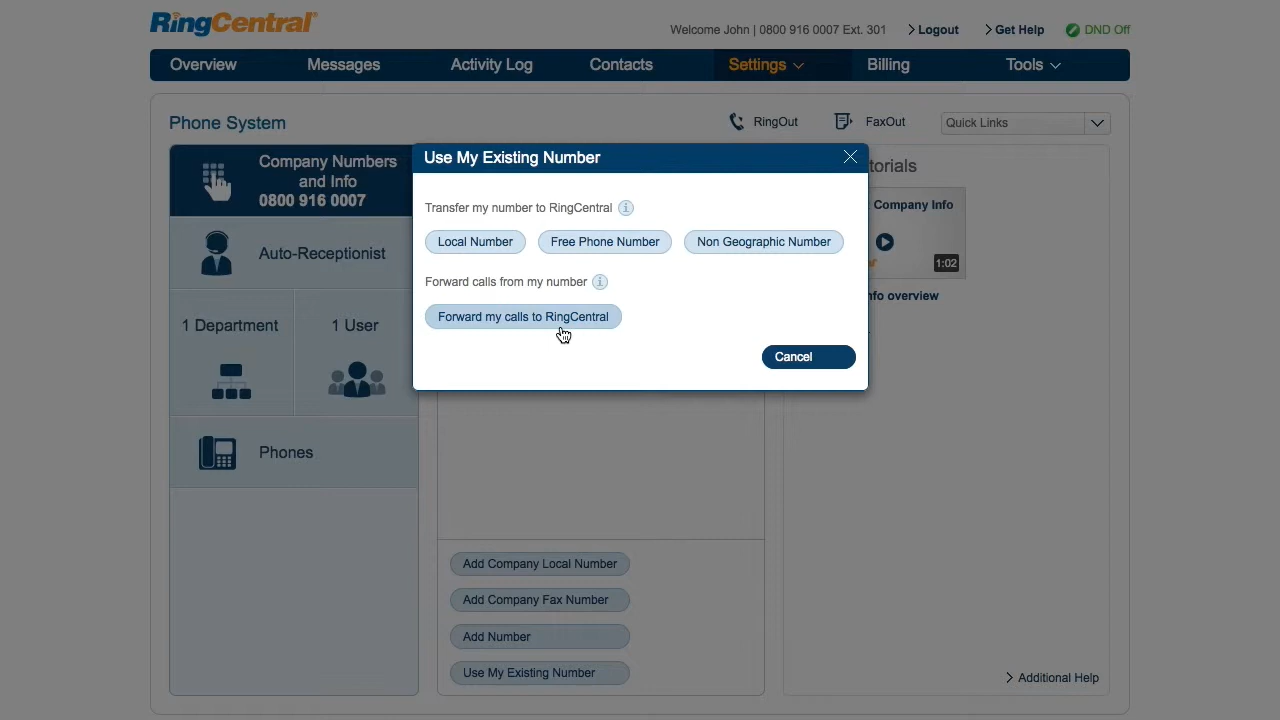 RingCentral
Welcome John | 0800 916 0007 Ext. 301
Logout
Get Help
DND Off
Overview
Messages
Activity Log
Contacts
Settings
Billing
Tools
Phone System
RingOut
FaxOut
Quick Links
Company Numbers
and Info
0800 916 0007
Auto-Receptionist
1 Department
1 User
Phones
Use My Existing Number
Transfer my number to RingCentral
Local Number
Free Phone Number
Non Geographic Number
Forward calls from my number
Forward my calls to RingCentral
Cancel
torials
Company Info
1:02
nfo overview
Add Company Local Number
Add Company Fax Number
Add Number
Use My Existing Number
Additional Help